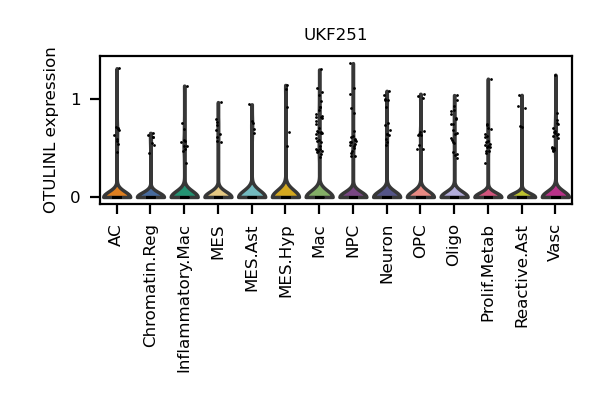 UKF251
OTULINL expression
1
0
AC
Chromatin.Reg
Inflammatory.Mac
MES
MES.Ast
MES.Hyp
Mac
NPC
Neuron
OPC
Oligo
Prolif.Metab
Reactive.Ast
Vasc